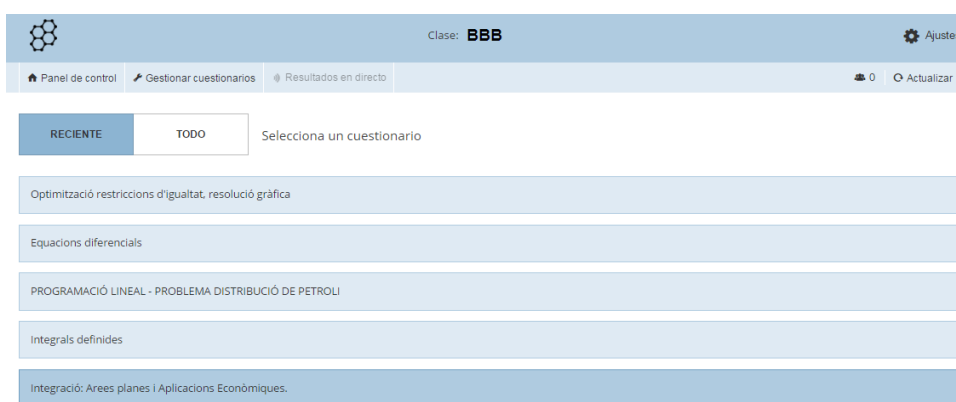 Clase: BBB
Ajustes
Panel de control Gestionar cuestionarios Resultados en directo 0 Actualizar
RECIENTE TODO Selecciona un cuestionario
Optimització restriccions d'igualtat, resolució gràfica
Equacions diferencials
PROGRAMACIÓ LINEAL - PROBLEMA DISTRIBUCIÓ DE PETROLI
Integrals definides
Integració: Arees planes i Aplicacions Econòmiques.